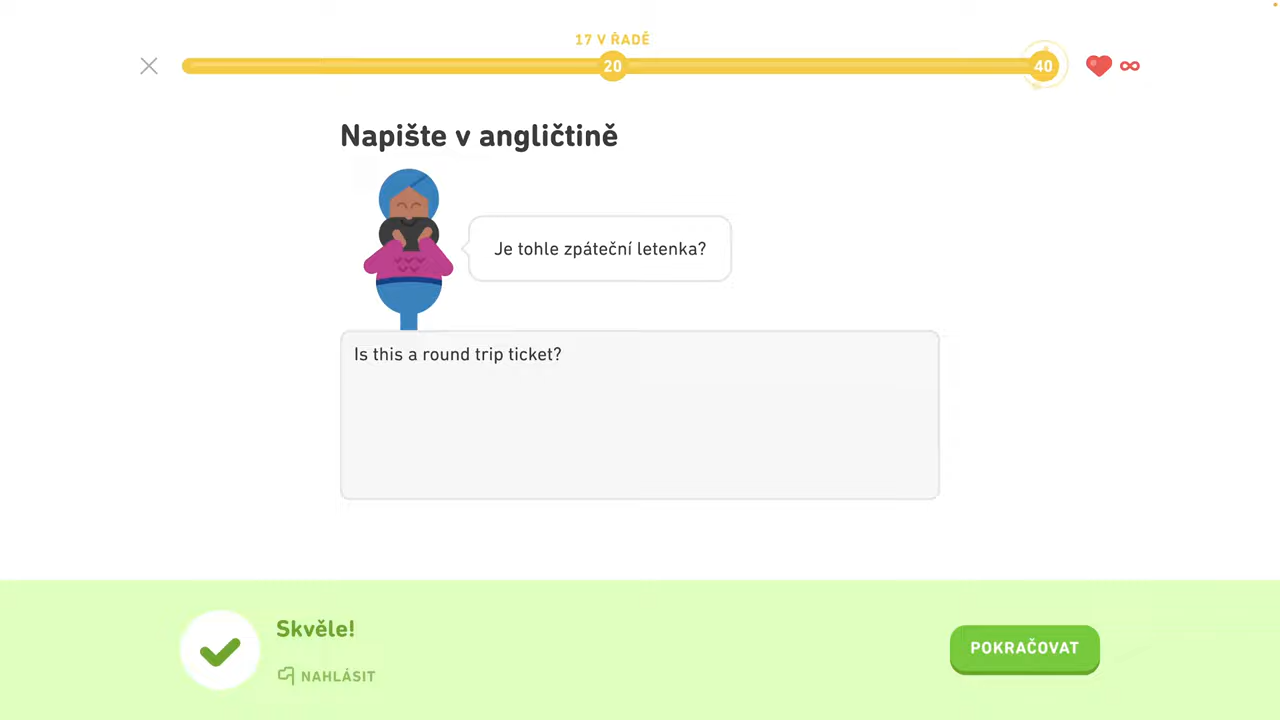 17 V ŘADĚ
20
40
Napište v angličtině
Je tohle zpáteční letenka?
Is this a round trip ticket?
Skvěle!
NAHLÁSIT
POKRAČOVAT